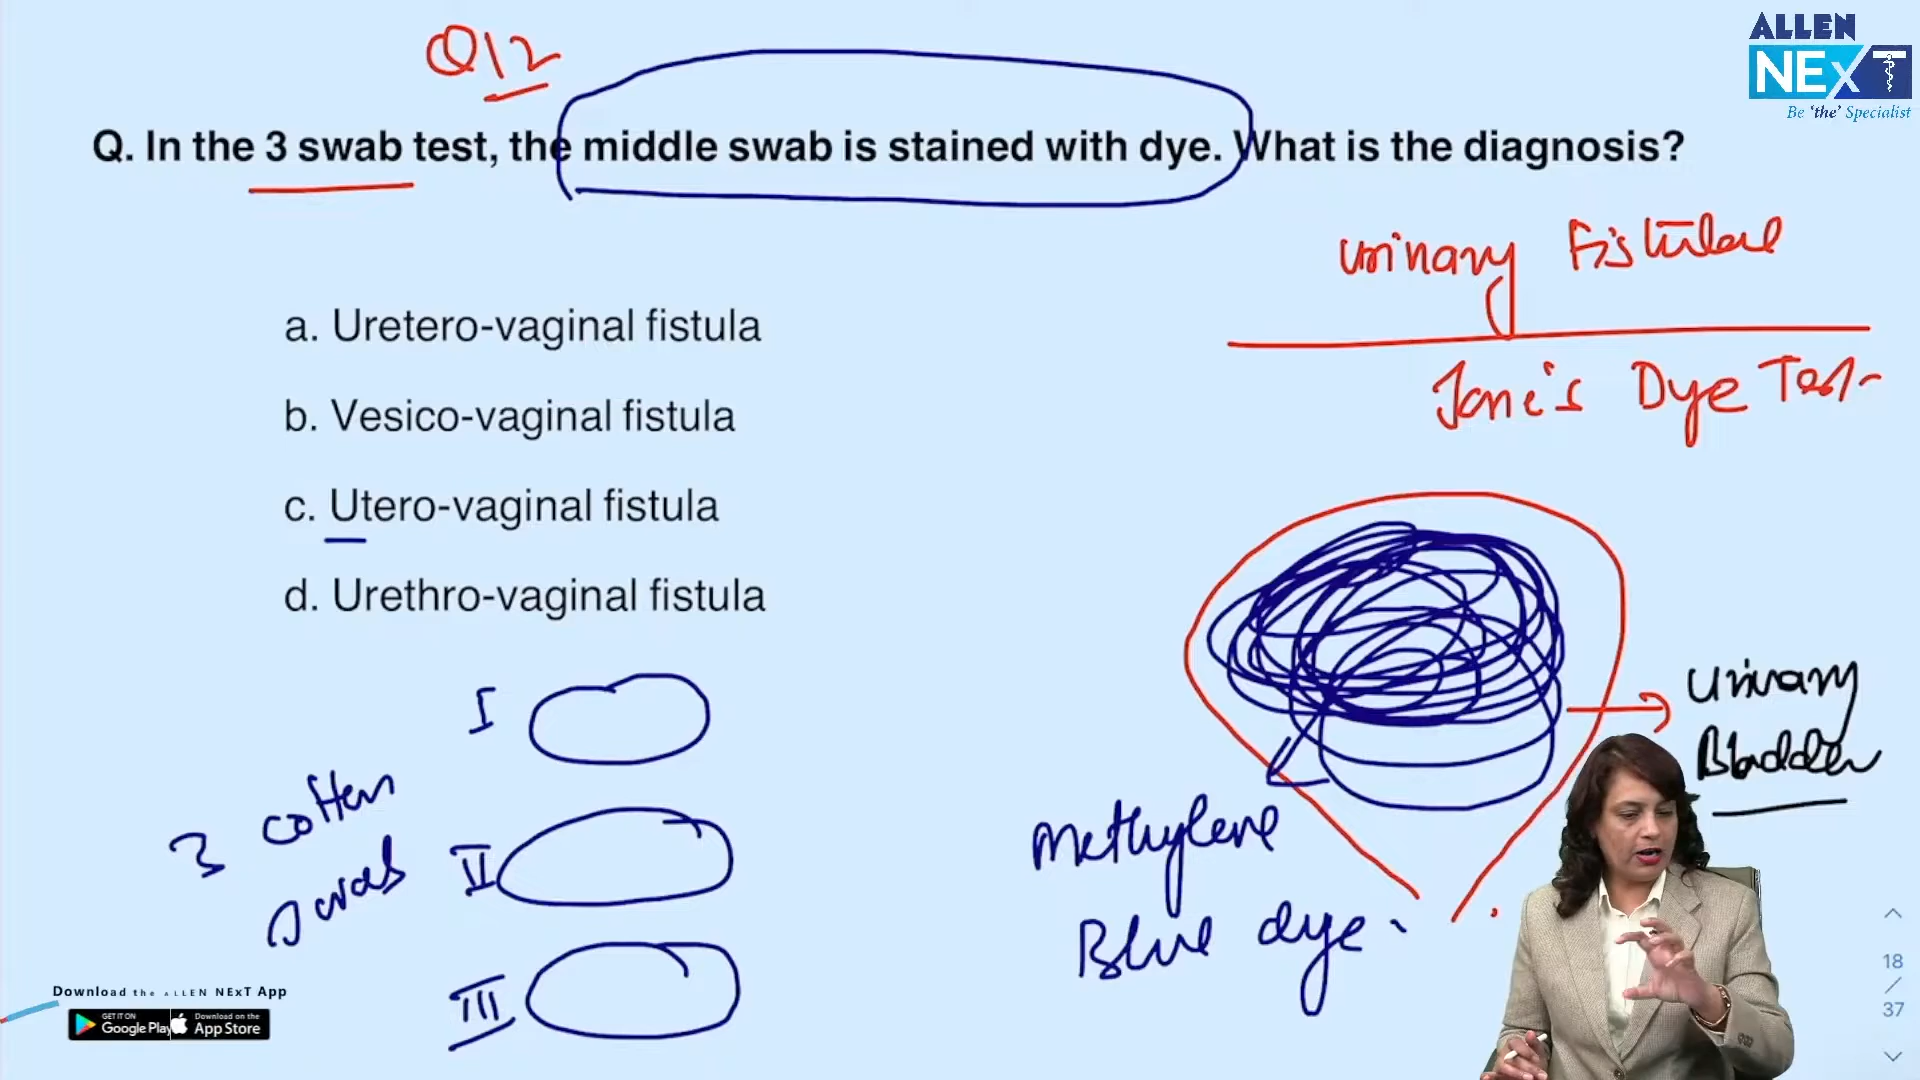 ALLEN
NEXT
Be 'the' Specialist
Q12
Q. In the 3 swab test, the middle swab is stained with dye. What is the diagnosis?
Urinary Fistulae
Jone's Dye Test
a. Uretero-vaginal fistula
b. Vesico-vaginal fistula
c. Utero-vaginal fistula
d. Urethro-vaginal fistula
I
II
III
3 cotten
swab
Urinary
Bladder
Methylene
Blue dye
Download the ALLEN NEXT App
GET IT ON
Google Play
Download on the
App Store
18
/
37